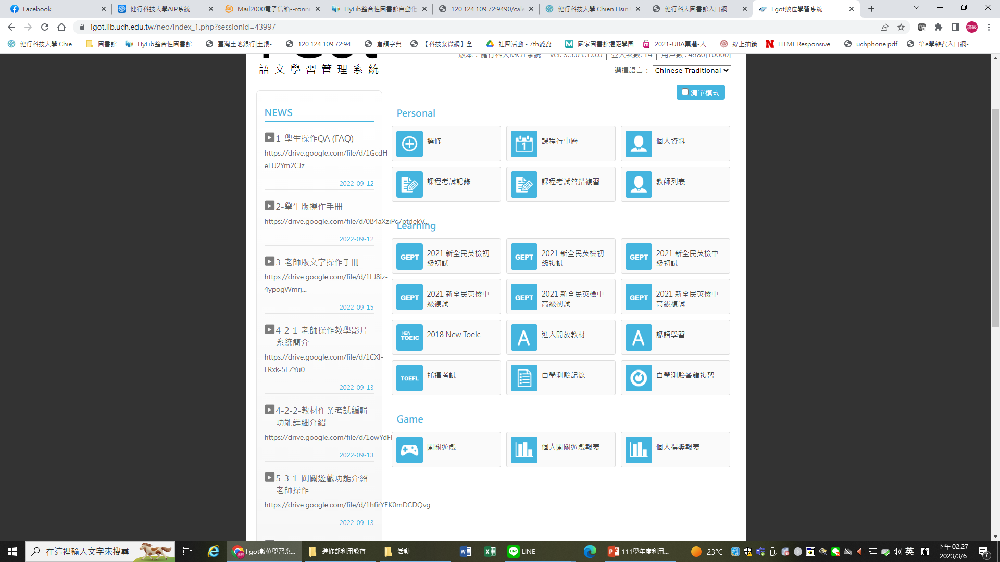 Facebook
健行科技大學AIP系統
Mail2000電子信箱--ronni
HyLib整合性圖書館自動化
120.124.109.72:9490/cale
健行科技大學 Chien Hsin
健行科大圖書館入口網
I got數位學習系統
igot.lib.uch.edu.tw/neo/index_1.php?sessionid=43997
飾辰
健行科技大學 Chie...
圖書館
HyLib整合性圖書館...
臺灣土地銀行|土銀-...
120.124.109.72:94...
倉頡字典
【科技紫微網】全...
社團活動 - 7th愛資...
國家圖書館遠距學園
2021-UBA票選-人...
線上抽籤
HTML Responsive...
uchphone.pdf
第e學雜費入口網-...
版本：健行科大IGOT系統 Ver. 3.5.0 C1.0.0 | 登入次數: 14 | 用戶數 : 4980[10000]
語文學習管理系統
選擇語言： Chinese Traditional
清單模式
NEWS
1-學生操作QA (FAQ)
https://drive.google.com/file/d/1GcdH-
eLU2Ym2CJz...
2022-09-12
2-學生版操作手冊
https://drive.google.com/file/d/0B4aXziPc7ptdekV...
2022-09-12
3-老師版文字操作手冊
https://drive.google.com/file/d/1LJ8iz-
4ypogWmrj...
2022-09-15
4-2-1-老師操作教學影片-
系統簡介
https://drive.google.com/file/d/1CXl-
LRxk-5LZYu0...
2022-09-13
4-2-2-教材作業考試編輯
功能詳細介紹
https://drive.google.com/file/d/1owYdF
2022-09-13
5-3-1-闖關遊戲功能介紹-
老師操作
https://drive.google.com/file/d/1hfirYEK0mDCDQvg...
2022-09-13
Personal
選修
課程行事曆
1
個人資料
課程考試記錄
課程考試答錯複習
教師列表
Learning
GEPT
2021 新全民英檢初
級初試
GEPT
2021 新全民英檢初
級複試
GEPT
2021 新全民英檢中
級初試
GEPT
2021 新全民英檢中
級複試
GEPT
2021 新全民英檢中
高級初試
GEPT
2021 新全民英檢中
高級複試
NEW
TOEIC
2018 New Toeic
A
進入開放教材
A
諺語學習
TOEFL
托福考試
自學測驗記錄
自學測驗答錯複習
Game
闖關遊戲
個人闖關遊戲報表
個人得獎報表
在這裡輸入文字來搜尋
I got數位學習系...
進修部利用教育
活動
LINE
111學年度利用...
23°C
英
倉
下午 02:27
2023/3/6
7